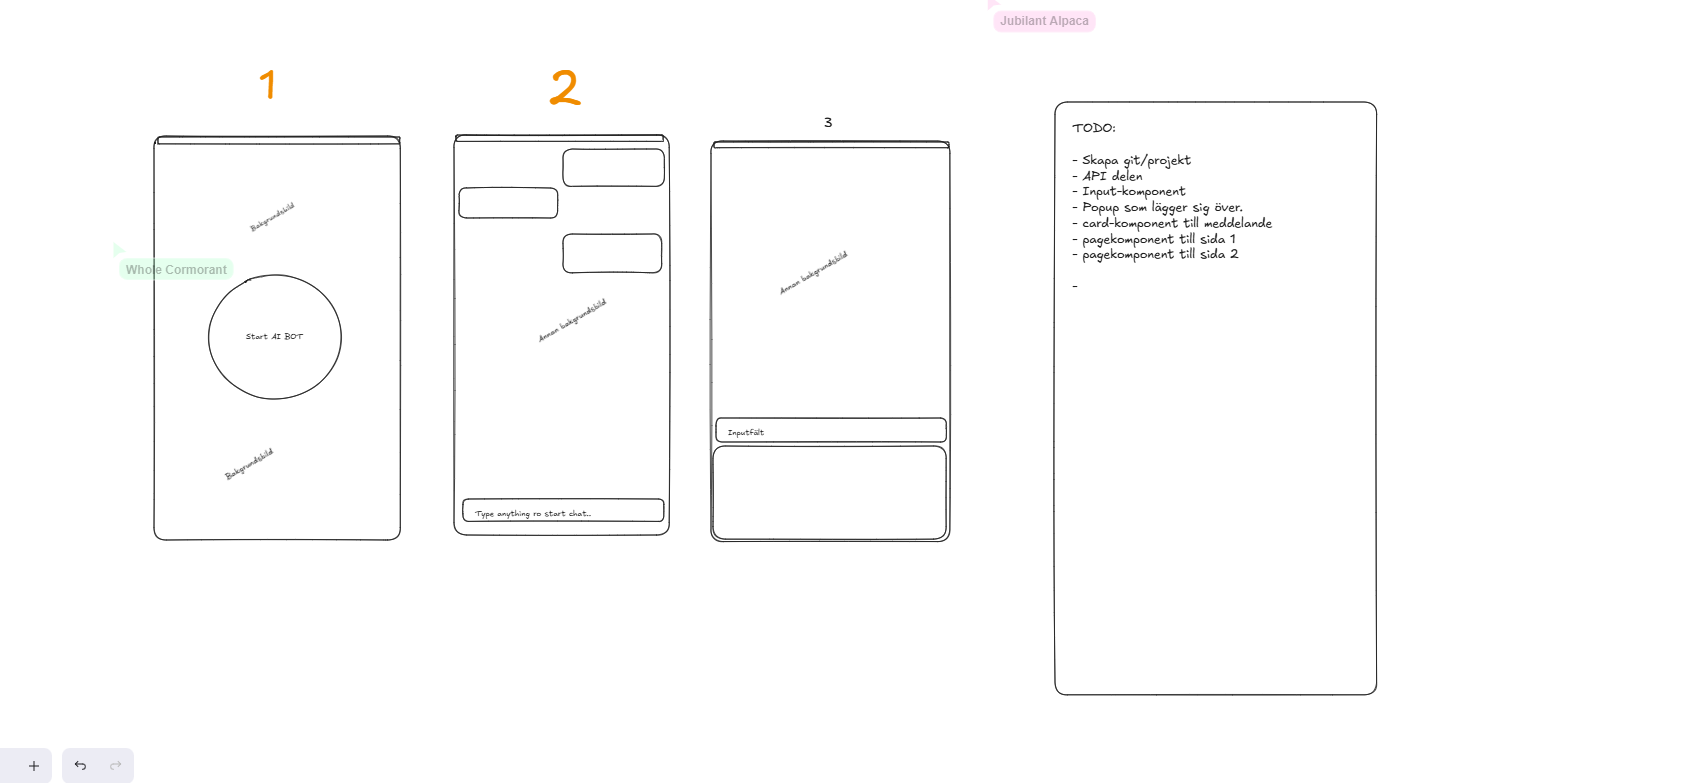 Jubilant Alpaca
1
2
3
Bakgrundsbild
Whole Cormorant
Start AI BOT
Bakgrundsbild
Annan bakgrundsbild
Type anything ro start chat..
Annan bakgrundsbild
Inputfält
TODO:
- Skapa git/projekt
- API delen
- Input-komponent
- Popup som lägger sig över.
- card-komponent till meddelande
- pagekomponent till sida 1
- pagekomponent till sida 2
-